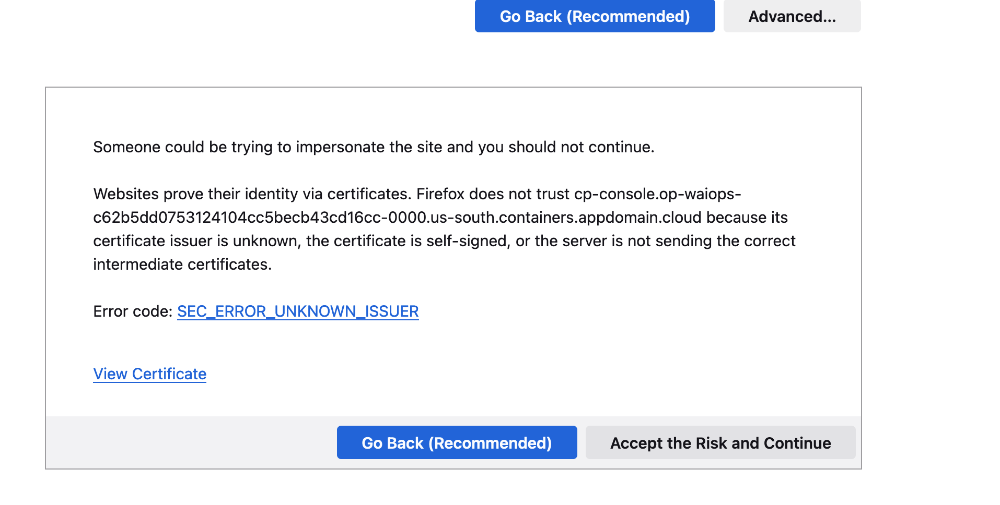 Go Back (Recommended)
Advanced...
Someone could be trying to impersonate the site and you should not continue.
Websites prove their identity via certificates. Firefox does not trust cp-console.op-waiops-
c62b5dd0753124104cc5becb43cd16cc-0000.us-south.containers.appdomain.cloud because its
certificate issuer is unknown, the certificate is self-signed, or the server is not sending the correct
intermediate certificates.
Error code: SEC_ERROR_UNKNOWN_ISSUER
View Certificate
Go Back (Recommended)
Accept the Risk and Continue